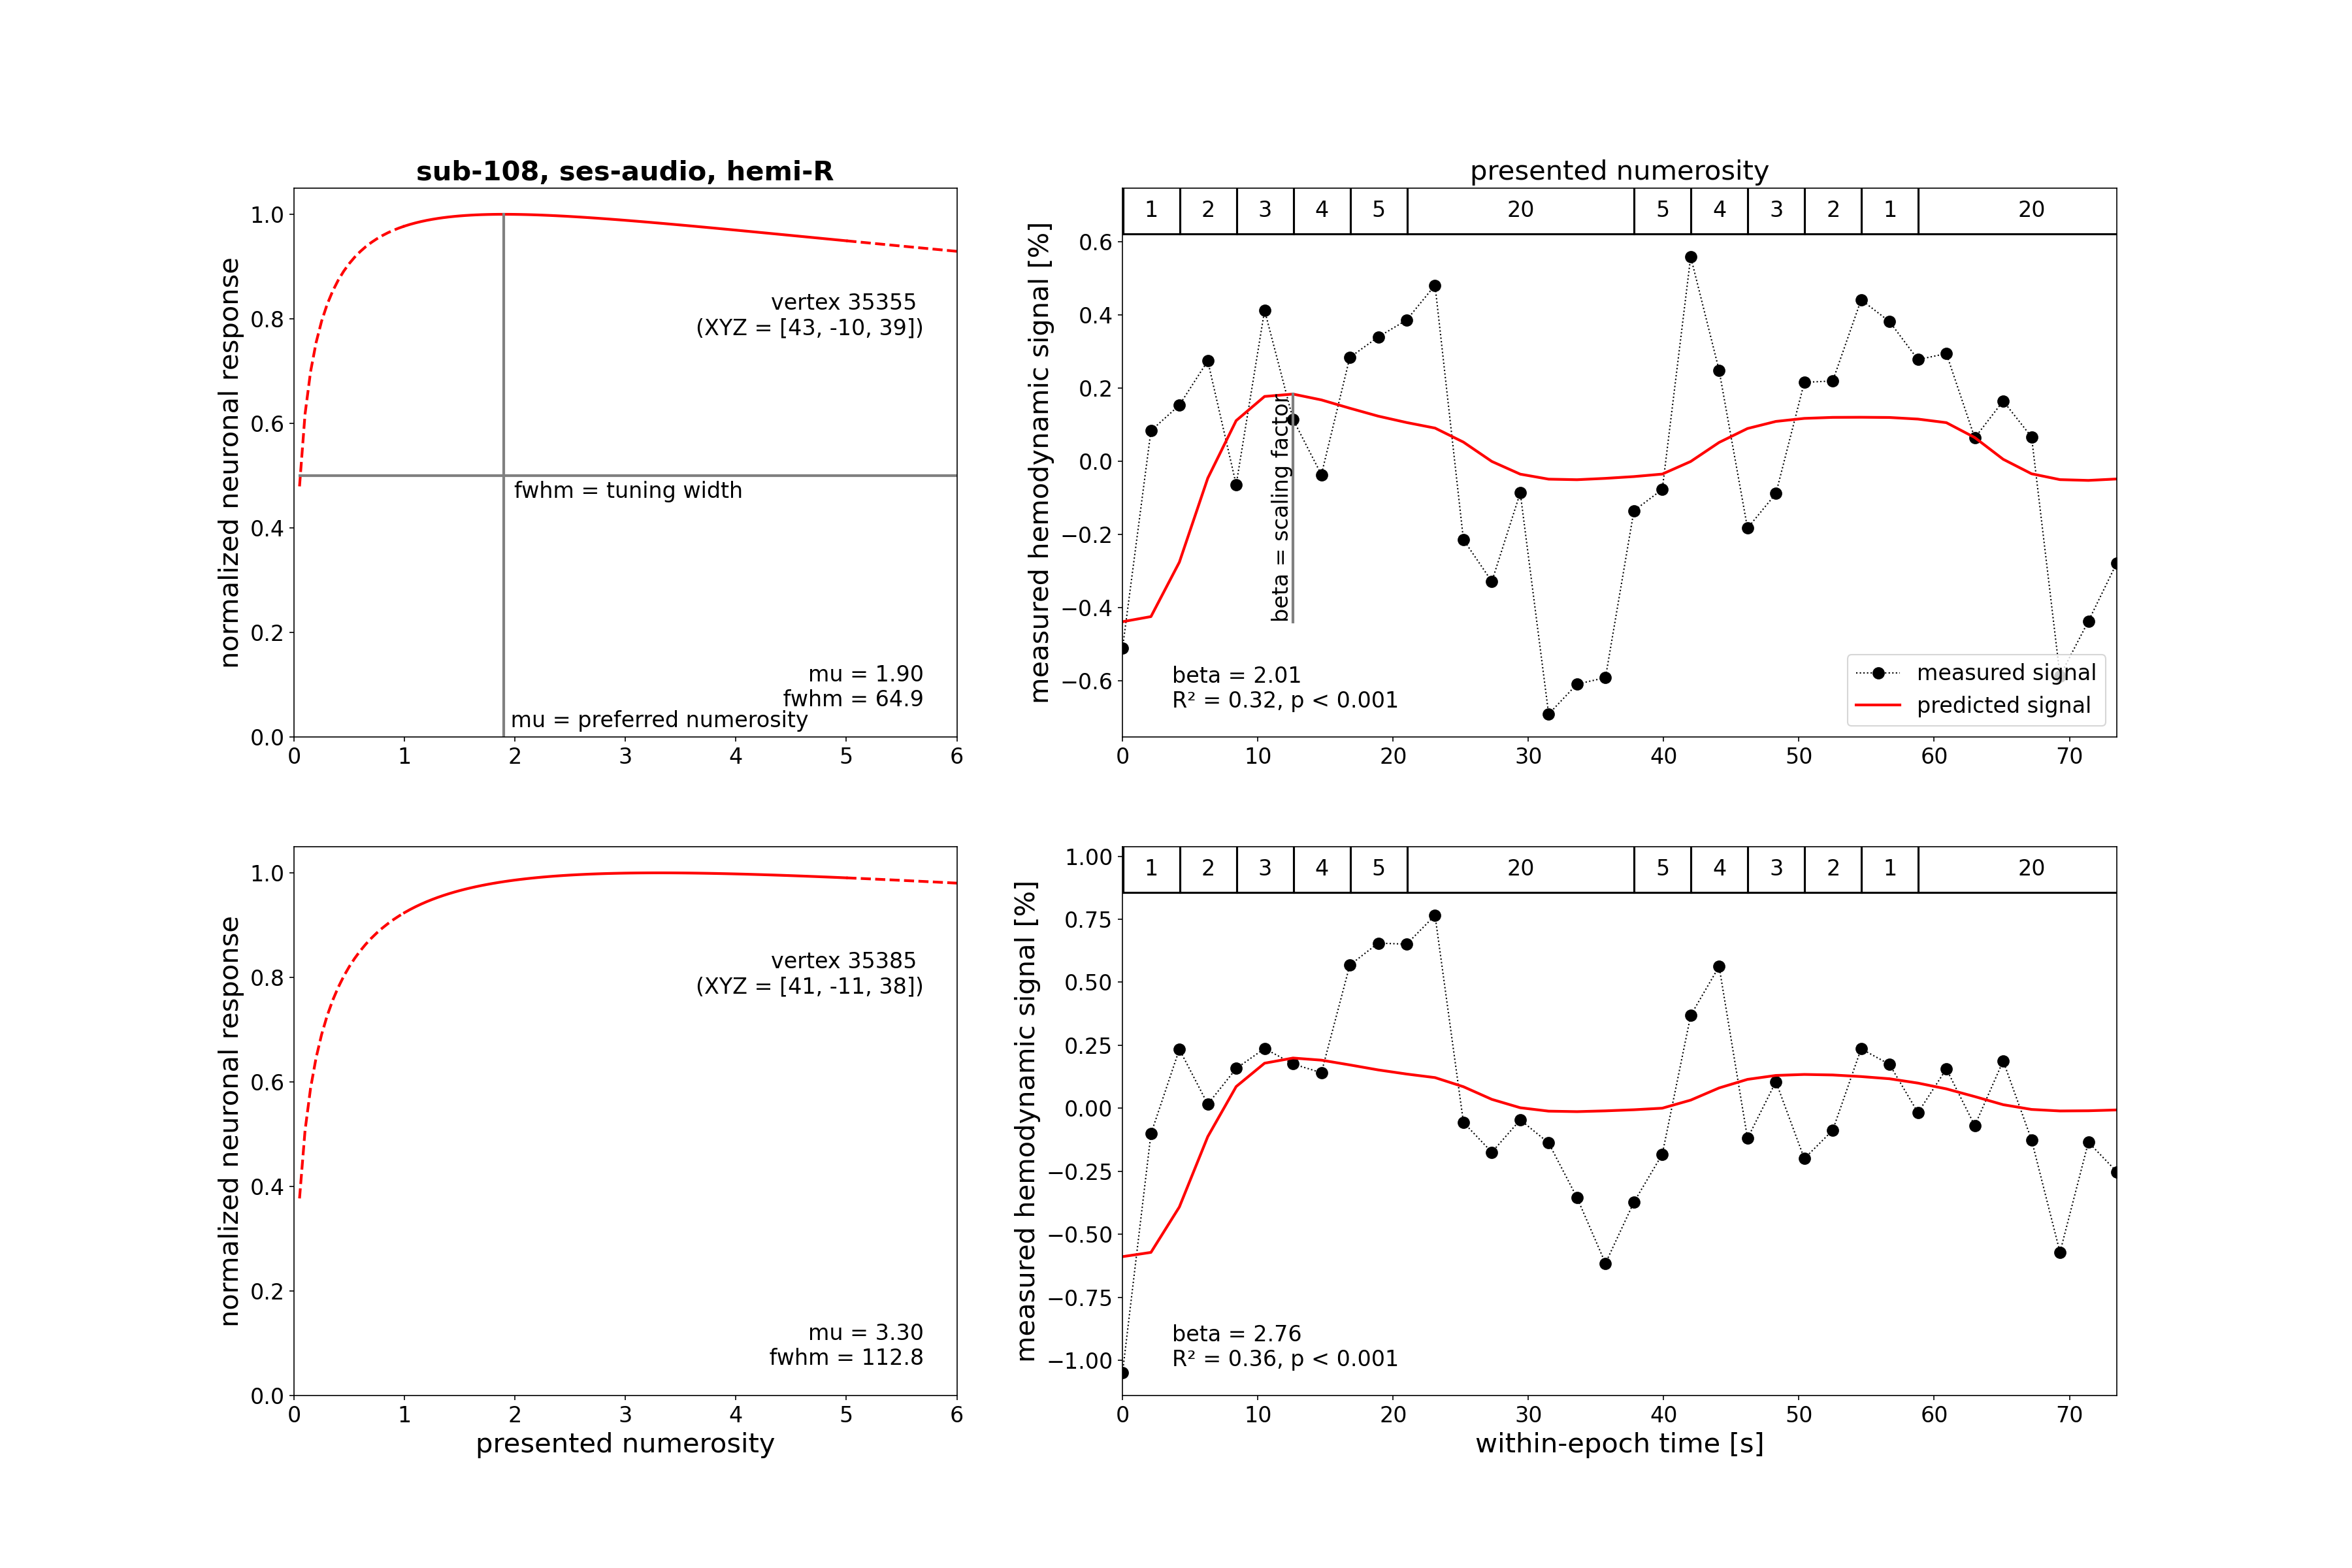 sub-108, ses-audio, hemi-R
normalized neuronal response
1.0
0.8
0.6
0.4
0.2
0.0
vertex 35355
(XYZ = [43, -10, 39])
fwhm = tuning width
mu = 1.90
fwhm = 64.9
mu = preferred numerosity
0 1 2 3 4 5 6
presented numerosity
1 2 3 4 5 20 5 4 3 2 1 20
measured hemodynamic signal [%]
0.6
0.4
0.2
0.0
−0.2
−0.4
−0.6
beta = scaling factor
beta = 2.01
R² = 0.32, p < 0.001
measured signal
predicted signal
0 10 20 30 40 50 60 70
normalized neuronal response
1.0
0.8
0.6
0.4
0.2
0.0
vertex 35385
(XYZ = [41, -11, 38])
mu = 3.30
fwhm = 112.8
0 1 2 3 4 5 6
presented numerosity
1 2 3 4 5 20 5 4 3 2 1 20
measured hemodynamic signal [%]
1.00
0.75
0.50
0.25
0.00
−0.25
−0.50
−0.75
−1.00
beta = 2.76
R² = 0.36, p < 0.001
0 10 20 30 40 50 60 70
within-epoch time [s]